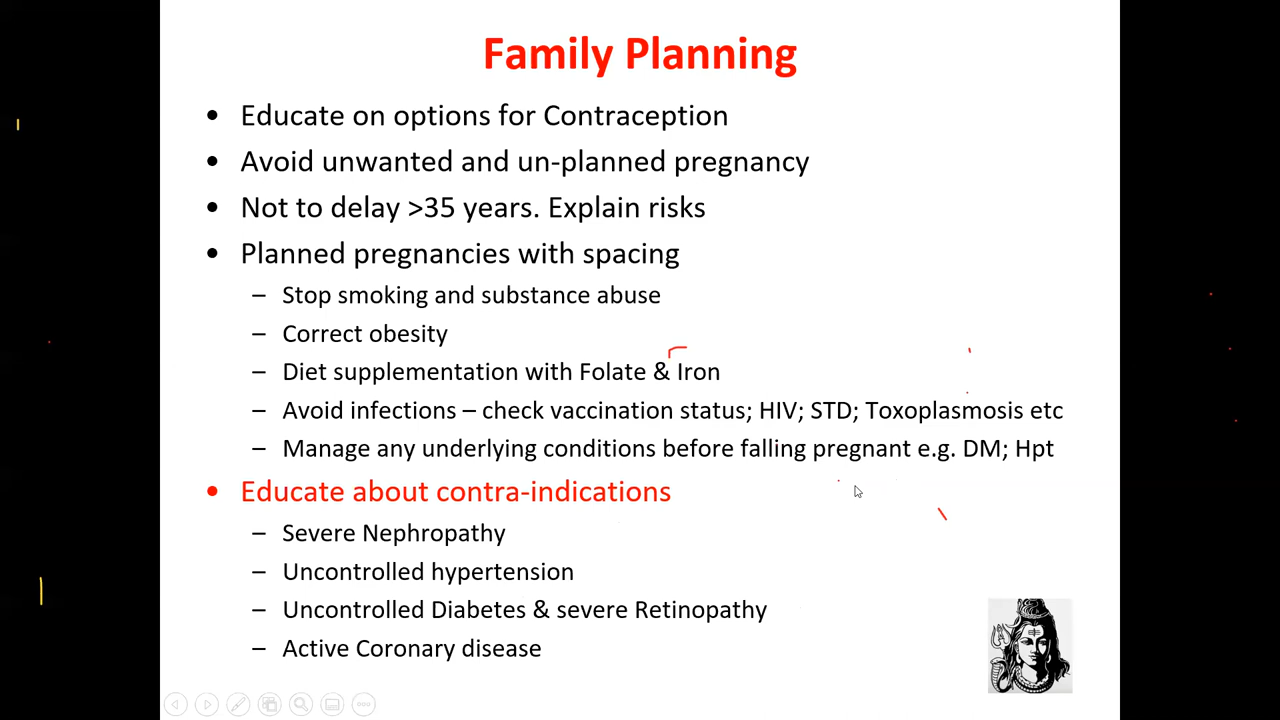 Family Planning
• Educate on options for Contraception
• Avoid unwanted and un-planned pregnancy
• Not to delay >35 years. Explain risks
• Planned pregnancies with spacing
– Stop smoking and substance abuse
– Correct obesity
– Diet supplementation with Folate & Iron
– Avoid infections – check vaccination status; HIV; STD; Toxoplasmosis etc
– Manage any underlying conditions before falling pregnant e.g. DM; Hpt
• Educate about contra-indications
– Severe Nephropathy
– Uncontrolled hypertension
– Uncontrolled Diabetes & severe Retinopathy
– Active Coronary disease